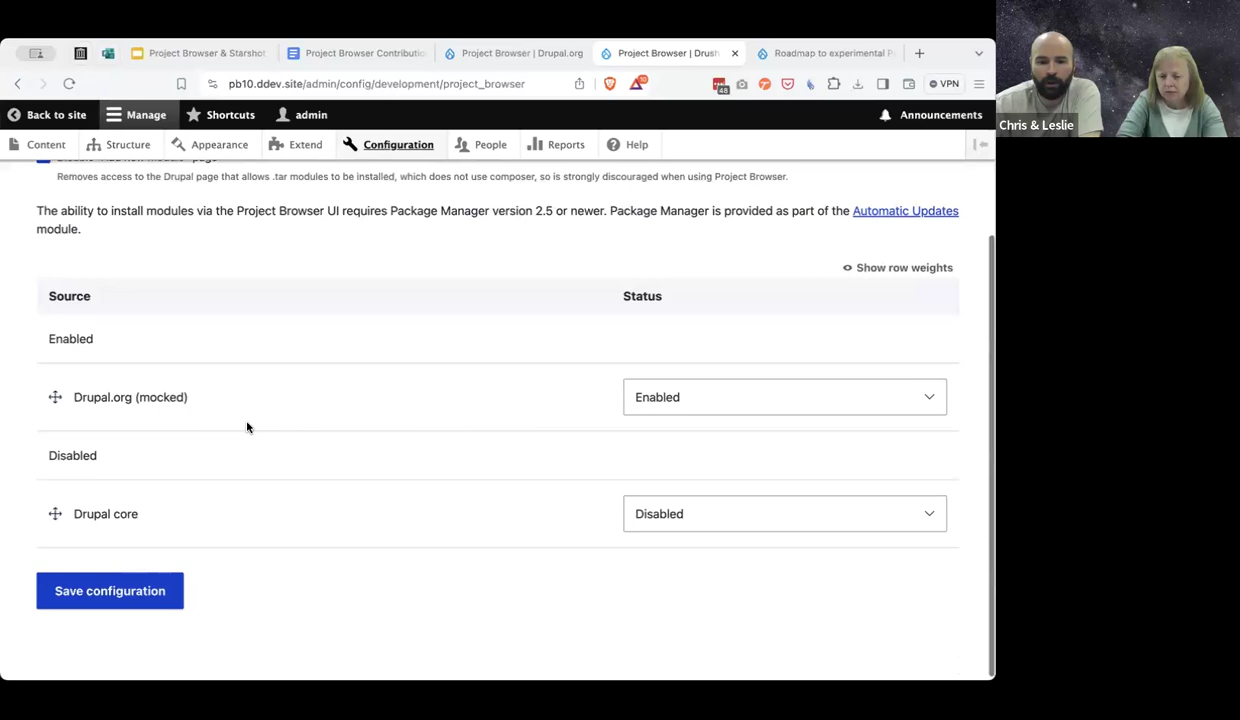 Project Browser & Starshot
Project Browser Contributio
Project Browser | Drupal.org
Project Browser | Drush
Roadmap to experimental P
pb10.ddev.site/admin/config/development/project_browser
48
10
VPN
Back to site
Manage
Shortcuts
admin
Announcements
Content
Structure
Appearance
Extend
Configuration
People
Reports
Help
Removes access to the Drupal page that allows .tar modules to be installed, which does not use composer, so is strongly discouraged when using Project Browser.
The ability to install modules via the Project Browser UI requires Package Manager version 2.5 or newer. Package Manager is provided as part of the Automatic Updates
module.
Show row weights
Source Status
Enabled
Drupal.org (mocked) Enabled
Disabled
Drupal core Disabled
Save configuration
Chris & Leslie